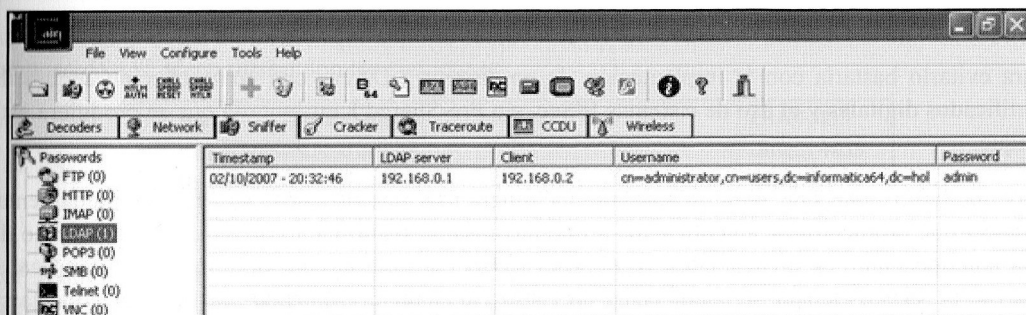 File View Configure Tools Help
Decoders Network Sniffer Cracker Traceroute CCDU Wireless
Passwords
FTP (0)
HTTP (0)
IMAP (0)
LDAP (1)
POP3 (0)
SMB (0)
Telnet (0)
VNC (0)
Timestamp LDAP server Client Username Password
02/10/2007 - 20:32:46 192.168.0.1 192.168.0.2 cn=administrator,cn=users,dc=informatica64,dc=hol admin